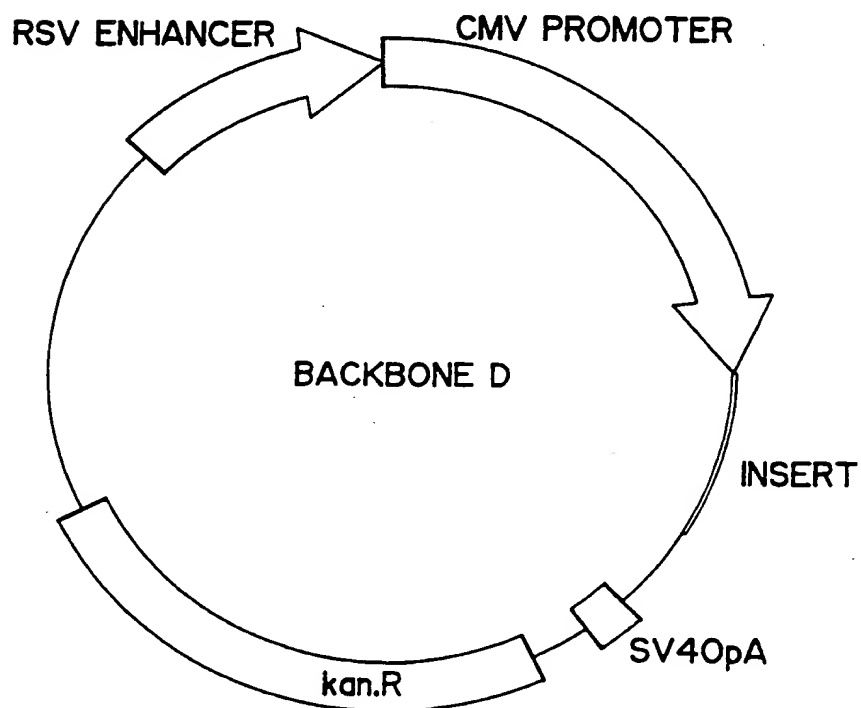 RSV ENHANCER
CMV PROMOTER
BACKBONE D
INSERT
SV40pA
kan.R